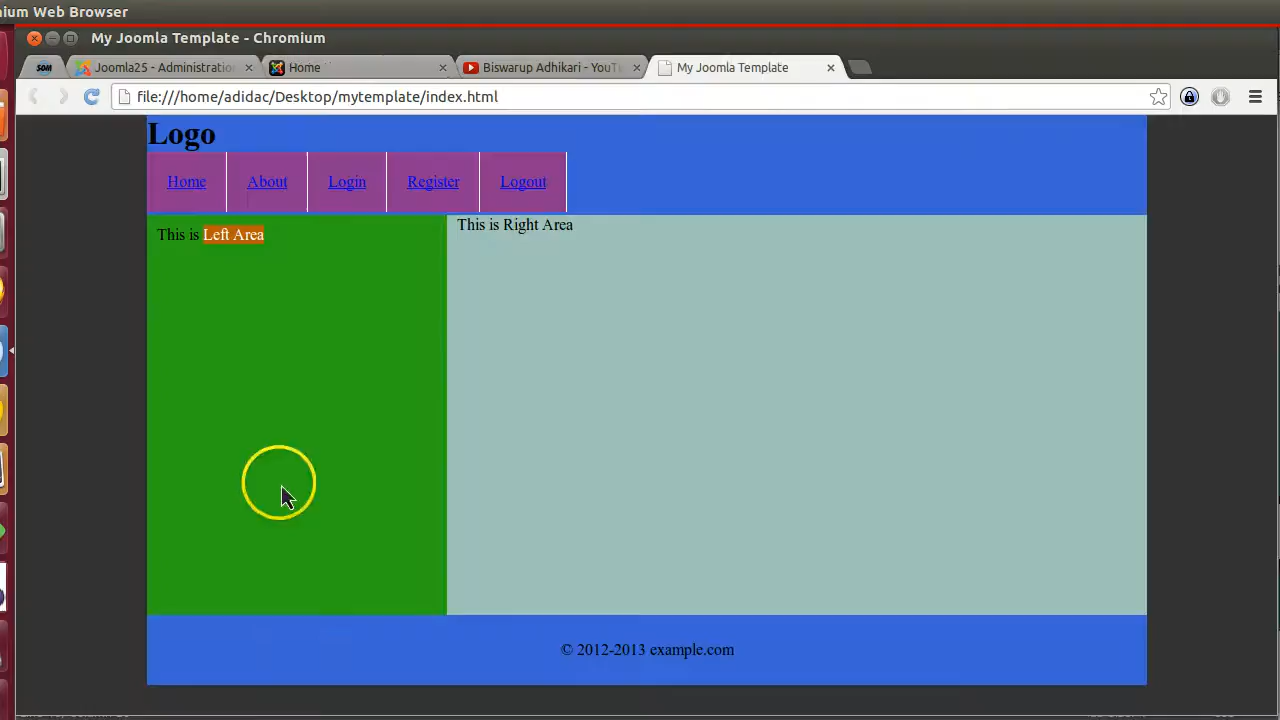 ium Web Browser
My Joomla Template - Chromium
SOM
Joomla25 - Administratio
Home
Biswarup Adhikari - YouTu
My Joomla Template
file:///home/adidac/Desktop/mytemplate/index.html
Logo
Home About Login Register Logout
This is Left Area
This is Right Area
© 2012-2013 example.com